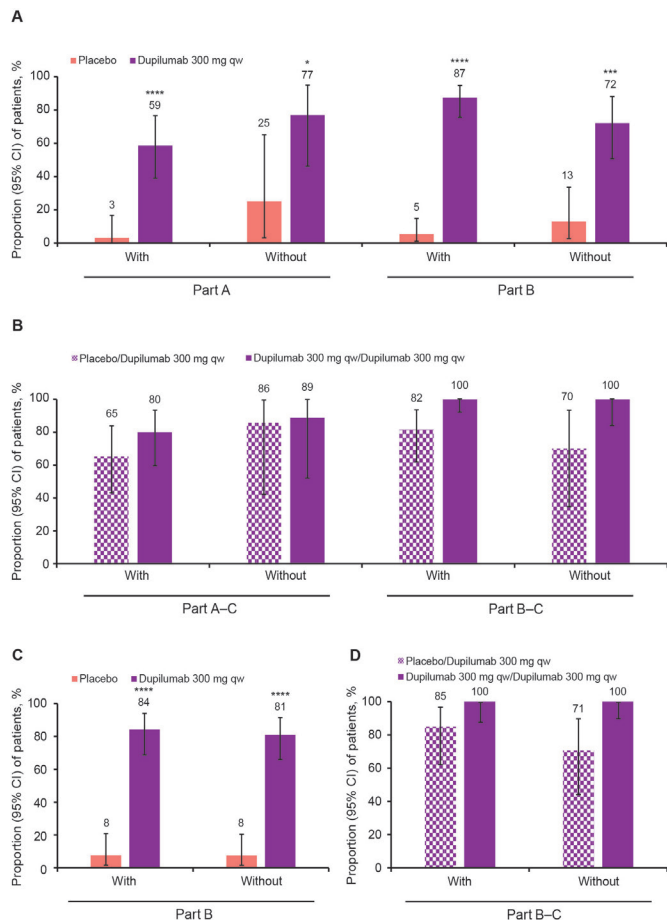 A
Placebo Dupilumab 300 mg qw
Proportion (95% CI) of patients, %
100
80
60
40
20
0
3
****
59
25
*
77
5
****
87
13
***
72
With Without With Without
Part A Part B
B
Placebo/Dupilumab 300 mg qw Dupilumab 300 mg qw/Dupilumab 300 mg qw
Proportion (95% CI) of patients, %
100
80
60
40
20
0
65 80 86 89 82 100 70 100
With Without With Without
Part A–C Part B–C
C
Placebo Dupilumab 300 mg qw
Proportion (95% CI) of patients, %
100
80
60
40
20
0
8
****
84
8
****
81
With Without
Part B
D
Placebo/Dupilumab 300 mg qw
Dupilumab 300 mg qw/Dupilumab 300 mg qw
Proportion (95% CI) of patients, %
100
80
60
40
20
0
85 100 71 100
With Without
Part B–C